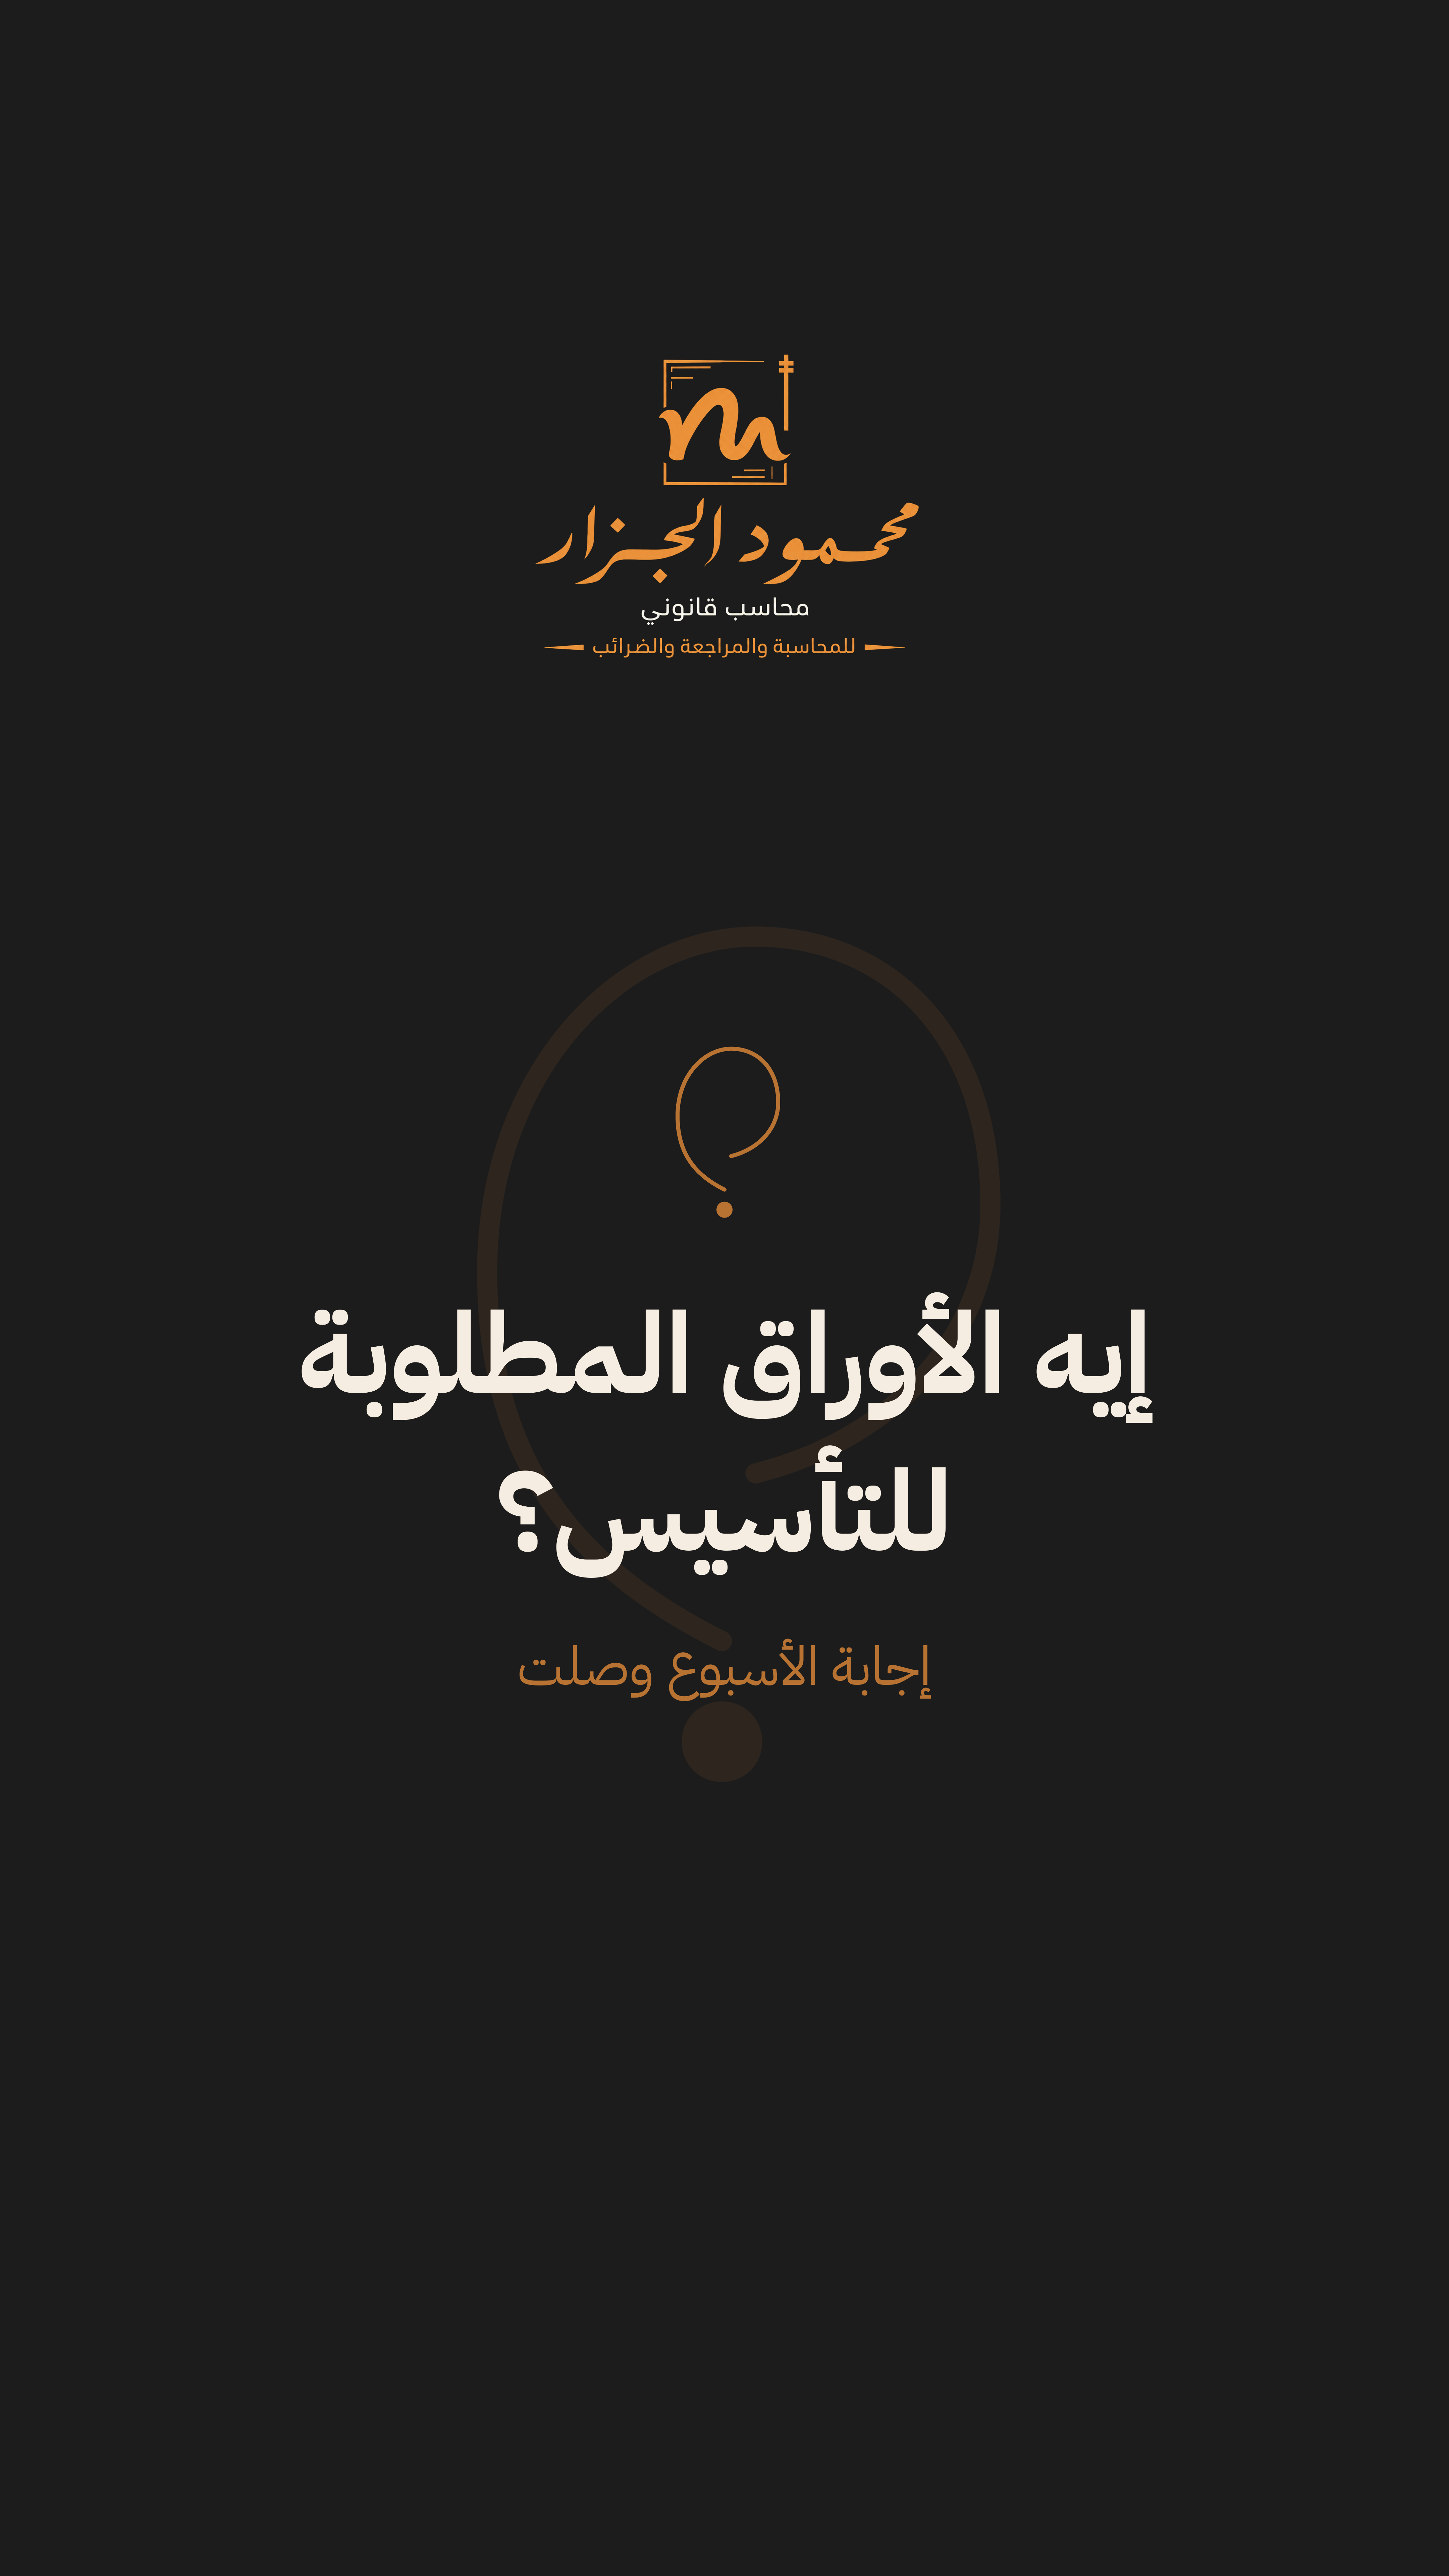 محمود الجزار
محاسب قانوني
للمحاسبة والمراجعة والضرائب
إيه الأوراق المطلوبة
للتأسيس؟
إجابة الأسبوع وصلت